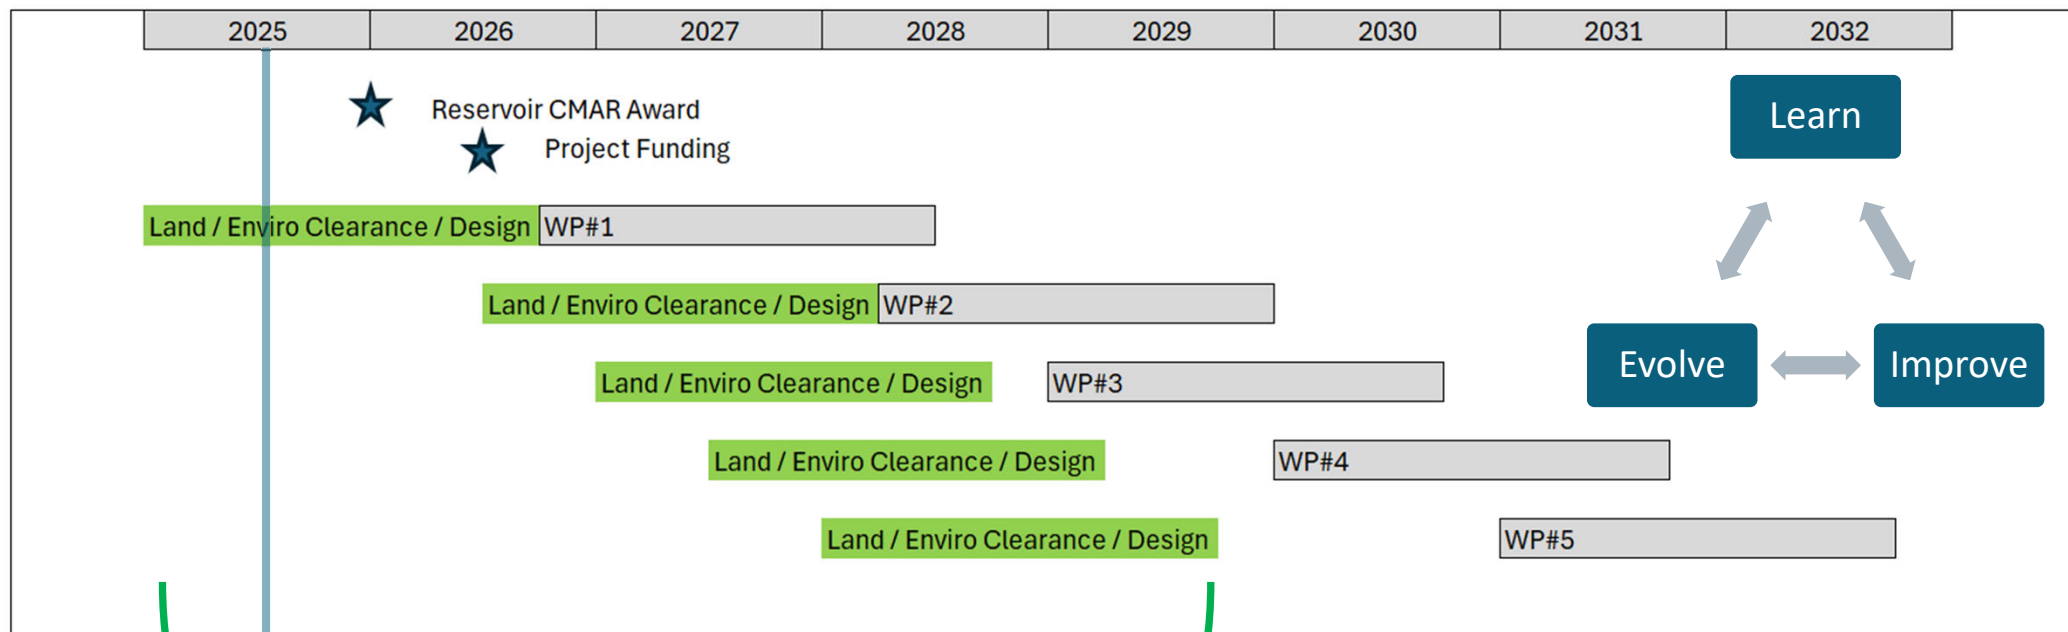 2025 2026 2027 2028 2029 2030 2031 2032
Reservoir CMAR Award
Project Funding
Learn
Evolve
Improve
Land / Enviro Clearance / Design WP#1
Land / Enviro Clearance / Design WP#2
Land / Enviro Clearance / Design WP#3
Land / Enviro Clearance / Design WP#4
Land / Enviro Clearance / Design WP#5